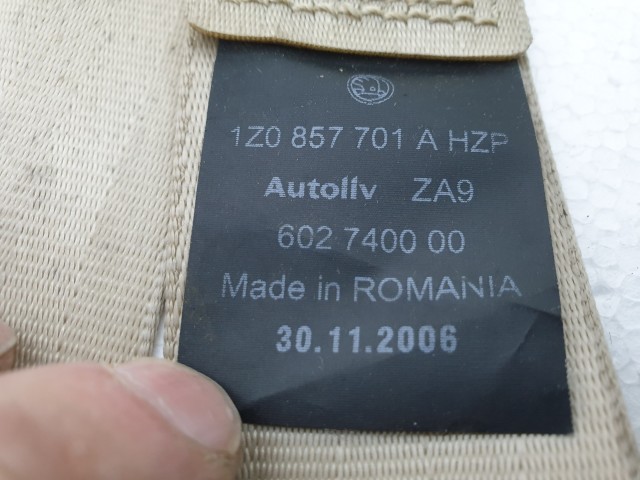 1Z0 857 701 A HZP
Autoliv ZA9
602 7400 00
Made in ROMANIA
30.11.2006